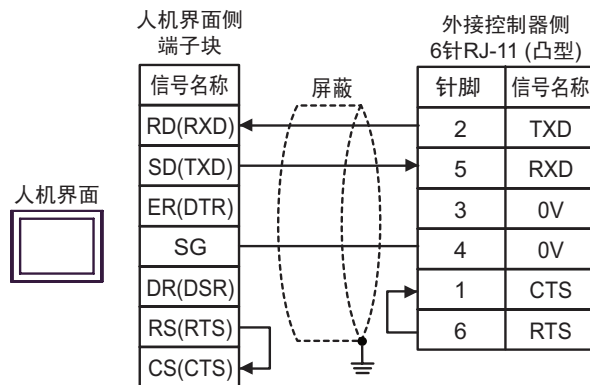 人机界面侧
端子块
外接控制器侧
6针RJ-11 (凸型)
信号名称
屏蔽
针脚
信号名称
RD(RXD)
2
TXD
SD(TXD)
5
RXD
人机界面
ER(DTR)
3
0V
SG
4
0V
DR(DSR)
1
CTS
RS(RTS)
6
RTS
CS(CTS)